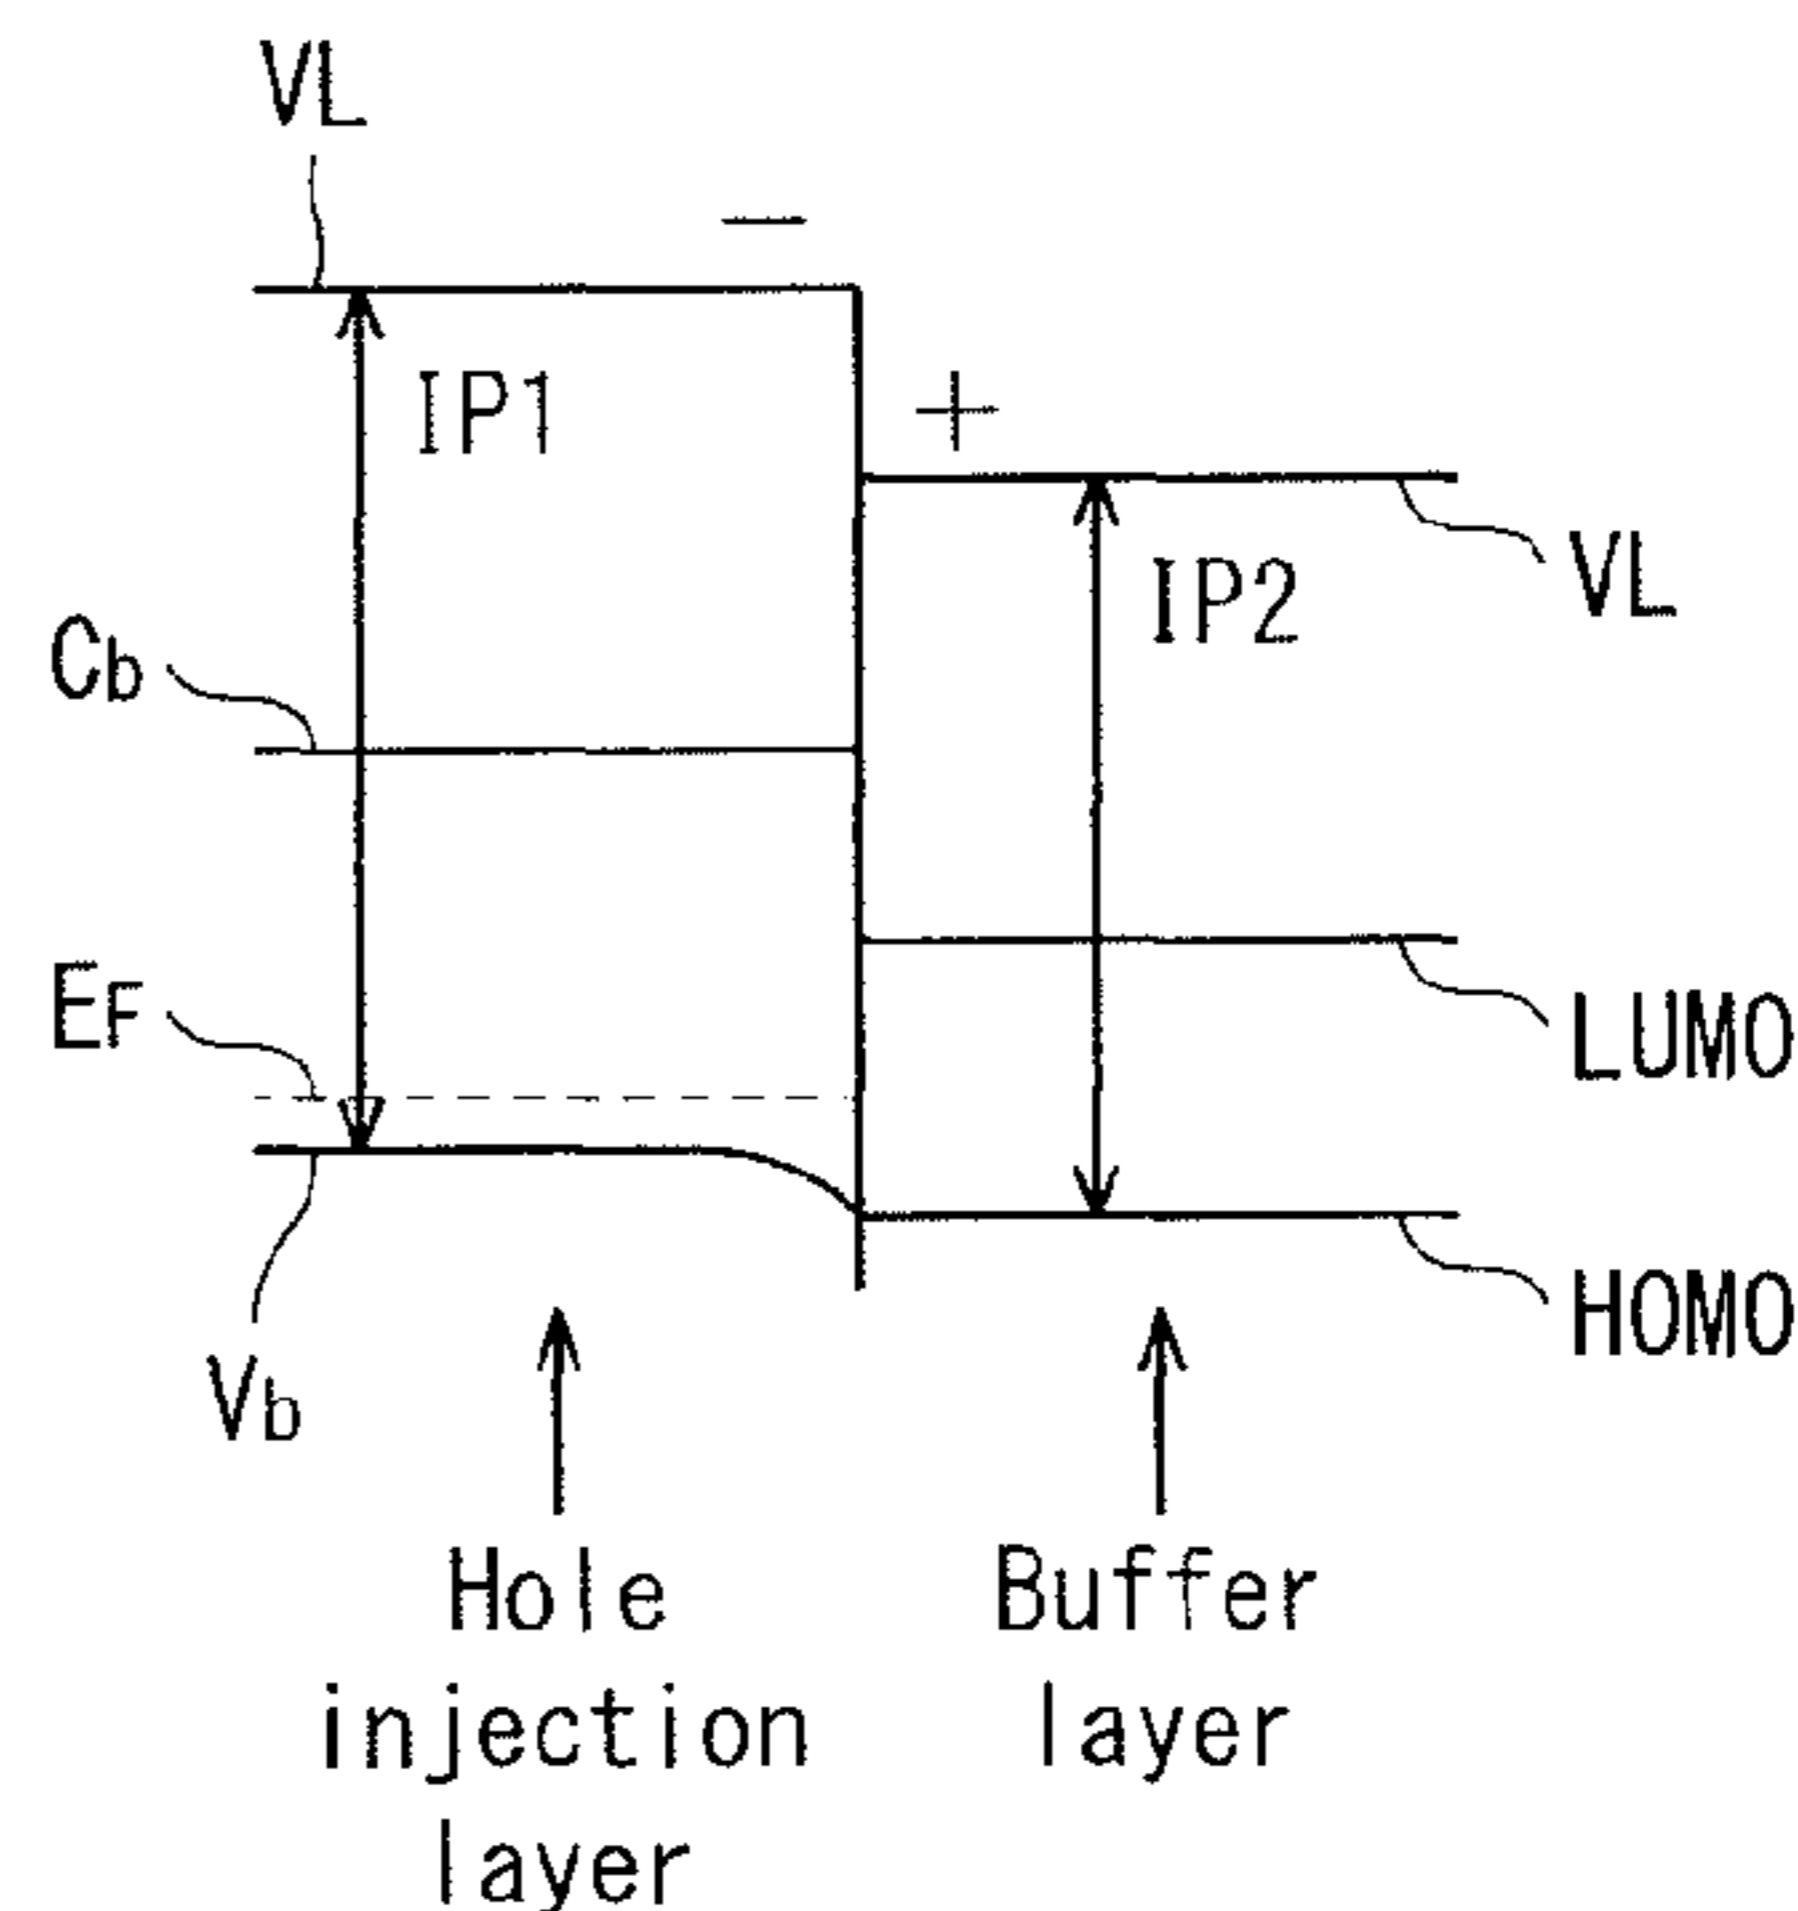 VL
−
IP1
+
IP2
VL
Cb
EF
LUMO
HOMO
Vb
Hole
injection
layer
Buffer
layer